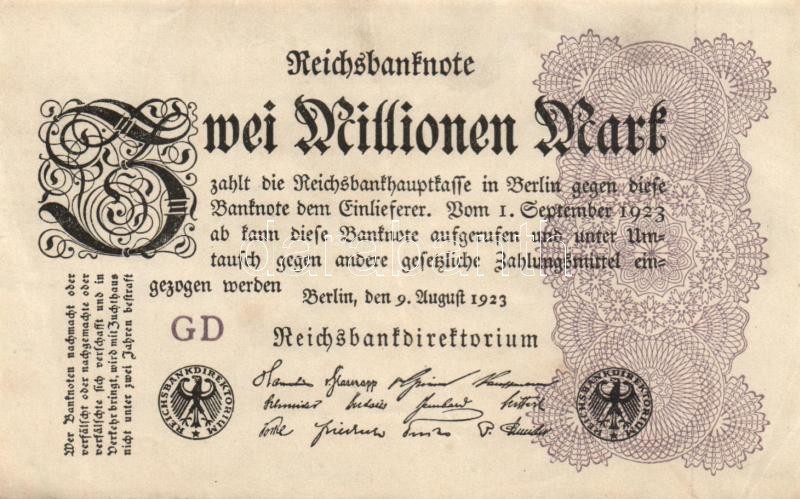 Reichsbanknote
Zwei Millionen Mark
zahlt die Reichsbankhauptkasse in Berlin gegen diese
Banknote dem Einlieferer. Vom 1. September 1923
ab kann diese Banknote aufgerufen und unter Um-
tausch gegen andere gesetzliche Zahlungsmittel ein-
gezogen werden
Berlin, den 9. August 1923
GD
Reichsbankdirektorium
REICHSBANKDIREKTORIUM
REICHSBANKDIREKTORIUM
Wer Banknoten nachmacht oder
verfälscht oder nachgemachte oder
verfälschte sich verschafft und in
Verkehr bringt, wird mit Zuchthaus
nicht unter zwei Jahren bestraft
darabanth.com